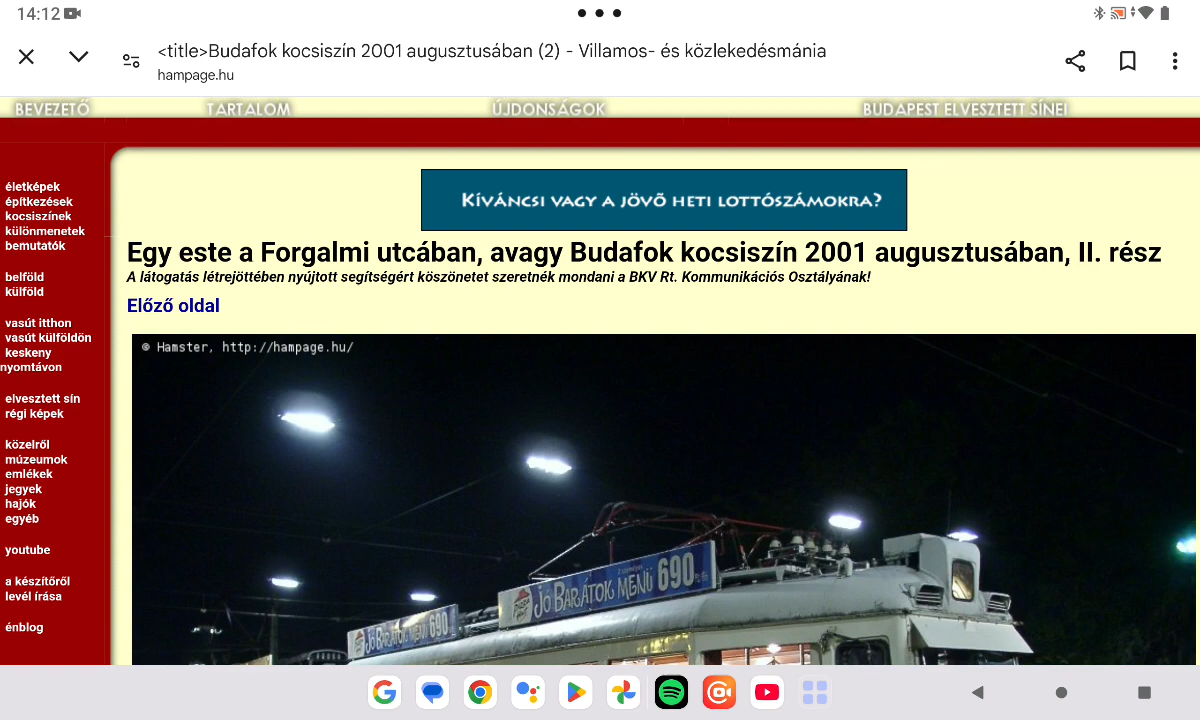 14:12
<title>Budafok kocsiszín 2001 augusztusában (2) - Villamos- és közlekedésmánia
hampage.hu
BEVEZETŐ TARTALOM ÚJDONSÁGOK BUDAPEST ELVESZTETT SÍNEI
életképek
építkezések
kocsiszínek
különmenetek
bemutatók
belföld
külföld
vasút itthon
vasút külföldön
keskeny
nyomtávon
elvesztett sín
régi képek
közelről
múzeumok
emlékek
jegyek
hajók
egyéb
youtube
a készítőről
levél írása
énblog
Kíváncsi vagy a jövõ heti lottószámokra?
Egy este a Forgalmi utcában, avagy Budafok kocsiszín 2001 augusztusában, II. rész
A látogatás létrejöttében nyújtott segítségért köszönetet szeretnék mondani a BKV Rt. Kommunikációs Osztályának!
Előző oldal
© Hamster, http://hampage.hu/
JÓ BARÁTOK MENÜ 690
JÓ BARÁTOK MENÜ 690